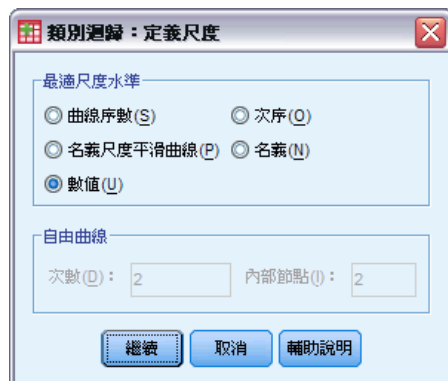 類別迴歸：定義尺度
最適尺度水準
曲線序數(S) 次序(O)
名義尺度平滑曲線(P) 名義(N)
數值(U)
自由曲線
次數(D)： 2 內部節點(I)： 2
繼續 取消 輔助說明